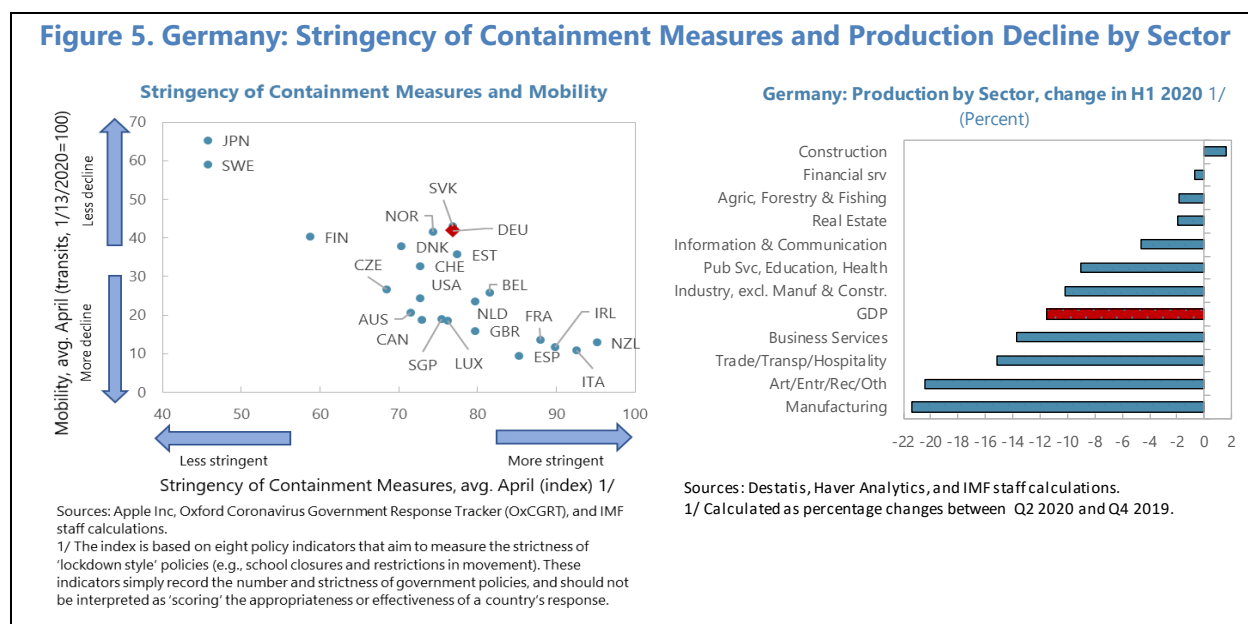 Figure 5. Germany: Stringency of Containment Measures and Production Decline by Sector
Stringency of Containment Measures and Mobility
Mobility, avg. April (transits, 1/13/2020=100)
Less decline
More decline
70
60
50
40
30
20
10
0
JPN
SWE
SVK
NOR
DEU
FIN
DNK
EST
CZE
CHE
USA
BEL
AUS
NLD
FRA
IRL
CAN
GBR
NZL
SGP
LUX
ESP
ITA
40 50 60 70 80 90 100
Less stringent
More stringent
Stringency of Containment Measures, avg. April (index) 1/
Sources: Apple Inc, Oxford Coronavirus Government Response Tracker (OxCGRT), and IMF
staff calculations.
1/ The index is based on eight policy indicators that aim to measure the strictness of
'lockdown style' policies (e.g., school closures and restrictions in movement). These
indicators simply record the number and strictness of government policies, and should not
be interpreted as 'scoring' the appropriateness or effectiveness of a country's response.
Germany: Production by Sector, change in H1 2020 1/
(Percent)
Construction
Financial srv
Agric, Forestry & Fishing
Real Estate
Information & Communication
Pub Svc, Education, Health
Industry, excl. Manuf & Constr.
GDP
Business Services
Trade/Transp/Hospitality
Art/Entr/Rec/Oth
Manufacturing
-22 -20 -18 -16 -14 -12 -10 -8 -6 -4 -2 0 2
Sources: Destatis, Haver Analytics, and IMF staff calculations.
1/ Calculated as percentage changes between Q2 2020 and Q4 2019.